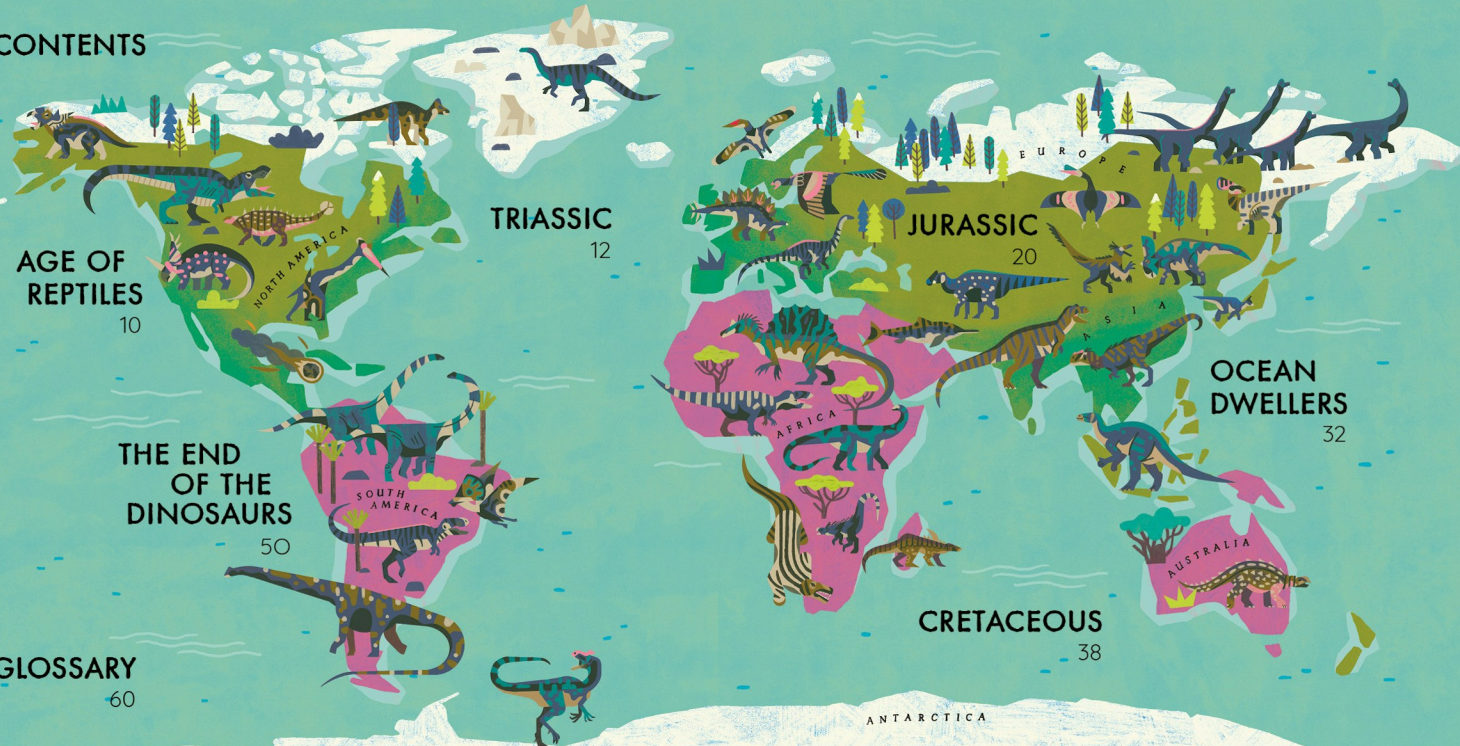 CONTENTS
AGE OF
REPTILES
10
TRIASSIC
12
JURASSIC
20
OCEAN
DWELLERS
32
CRETACEOUS
38
THE END
OF THE
DINOSAURS
50
GLOSSARY
60
NORTH AMERICA
SOUTH
AMERICA
EUROPE
ASIA
AFRICA
AUSTRALIA
ANTARCTICA